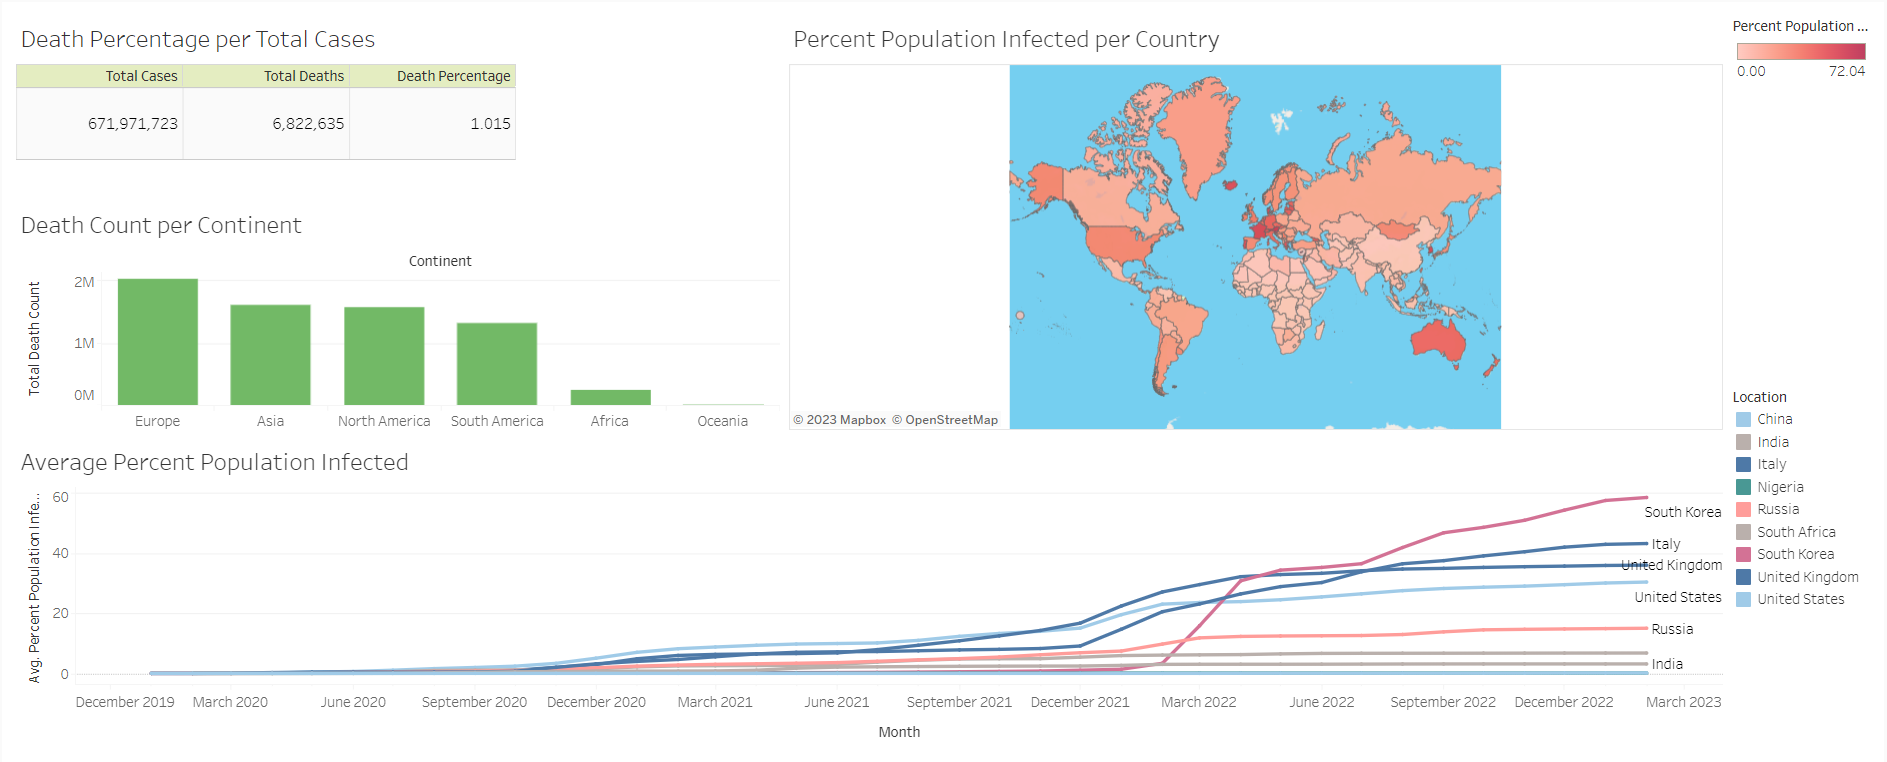 Death Percentage per Total Cases
Total Cases Total Deaths Death Percentage
671,971,723 6,822,635 1.015
Death Count per Continent
Continent
Total Death Count
2M
1M
0M
Europe Asia North America South America Africa Oceania
Percent Population Infected per Country
© 2023 Mapbox © OpenStreetMap
Percent Population ...
0.00 72.04
Average Percent Population Infected
Avg. Percent Population Infe...
60
40
20
0
South Korea
Italy
United Kingdom
United States
Russia
India
December 2019 March 2020 June 2020 September 2020 December 2020 March 2021 June 2021 September 2021 December 2021 March 2022 June 2022 September 2022 December 2022 March 2023
Month
Location
China
India
Italy
Nigeria
Russia
South Africa
South Korea
United Kingdom
United States